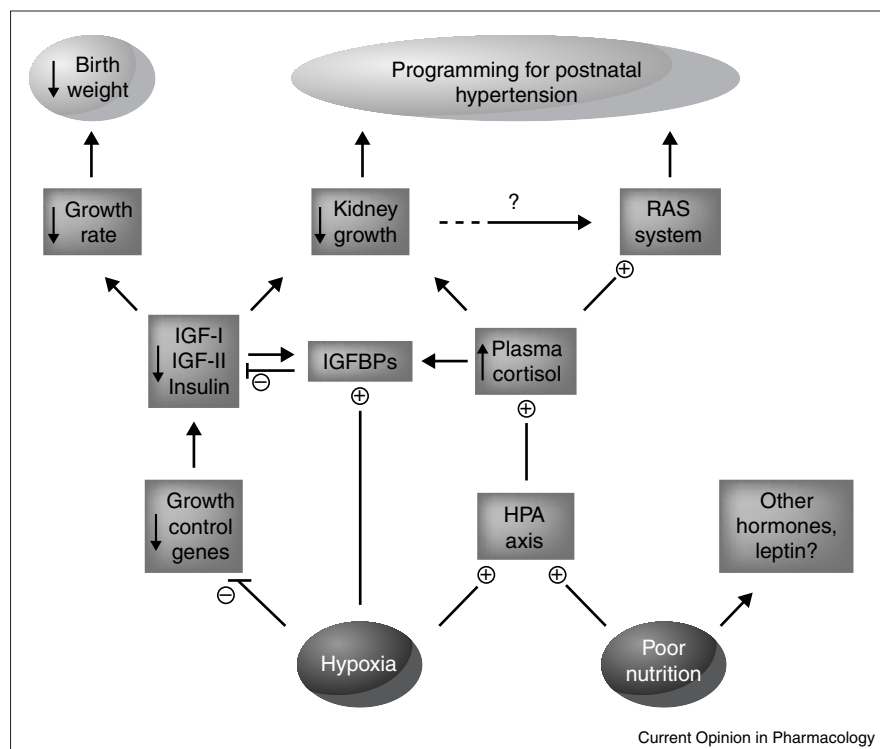 Birth
weight
Programming for postnatal
hypertension
Growth
rate
Kidney
growth
?
RAS
system
+
IGF-I
IGF-II
Insulin
−
IGFBPs
+
Plasma
cortisol
+
Growth
control
genes
−
HPA
axis
+
+
Other
hormones,
leptin?
Hypoxia
Poor
nutrition
Current Opinion in Pharmacology